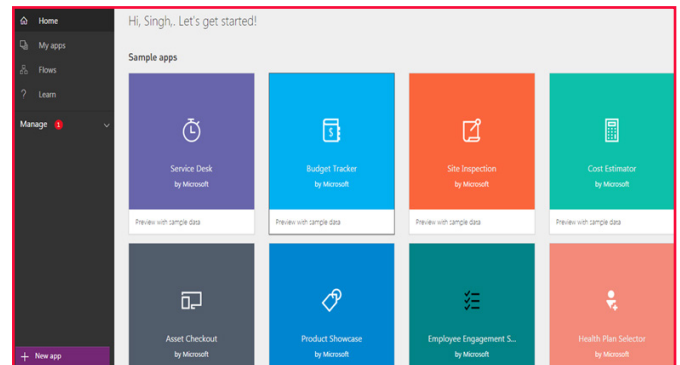 Home
My apps
Flows
Learn
Manage 1
New app
Hi, Singh,. Let's get started!
Sample apps
Service Desk
by Microsoft
Preview with sample data
Budget Tracker
by Microsoft
Preview with sample data
Site Inspection
by Microsoft
Preview with sample data
Cost Estimator
by Microsoft
Preview with sample data
Asset Checkout
by Microsoft
Product Showcase
by Microsoft
Employee Engagement S...
by Microsoft
Health Plan Selector
by Microsoft